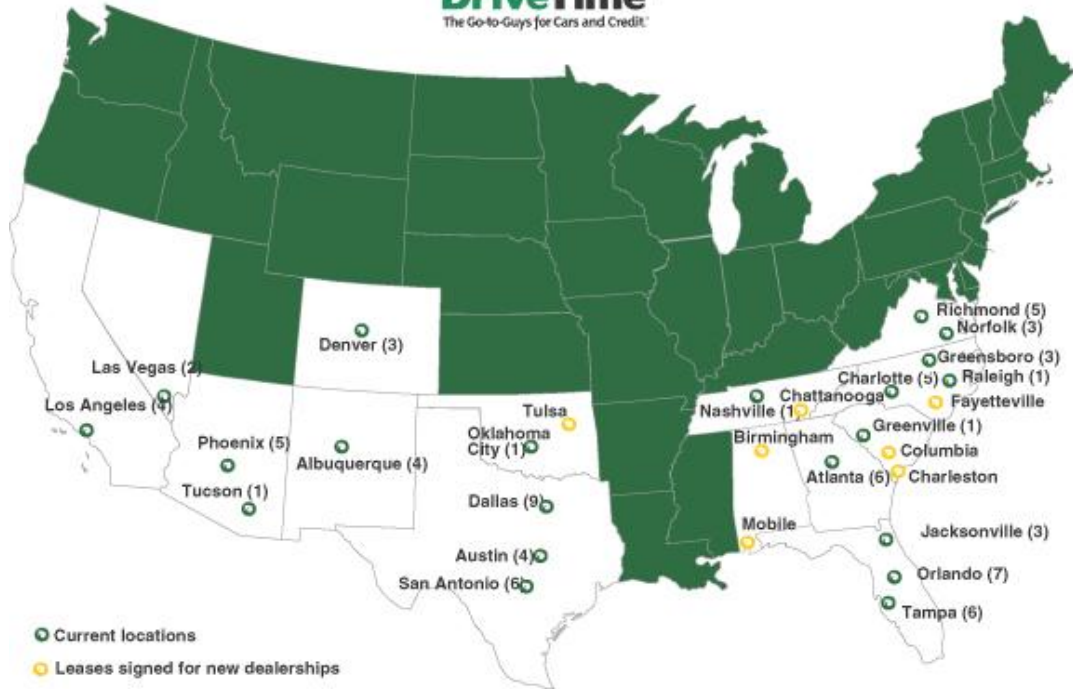 DriveTime
The Go-to-Guys for Cars and Credit.
Richmond (5)
Norfolk (3)
Denver (3)
Greensboro (3)
Las Vegas (2)
Charlotte (5)
Raleigh (1)
Los Angeles (4)
Nashville (1)
Chattanooga
Fayetteville
Tulsa
Phoenix (5)
Oklahoma
City (1)
Birmingham
Greenville (1)
Albuquerque (4)
Columbia
Tucson (1)
Atlanta (6)
Charleston
Dallas (9)
Mobile
Jacksonville (3)
Austin (4)
San Antonio (6)
Orlando (7)
Tampa (6)
Current locations
Leases signed for new dealerships